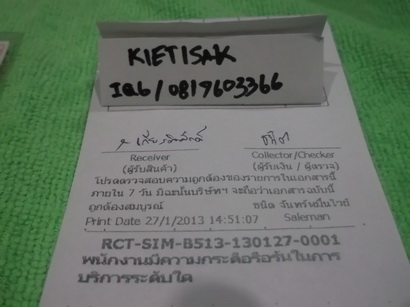 KIETISAK
IQ6/0817603366
Receiver Collector/Checker
(ผู้รับสินค้า) (ผู้รับเงิน / ผู้ตรวจ)
โปรดตรวจสอบความถูกต้องของรายการในเอกสารนี้
ภายใน 7 วัน มิฉะนั้นบริษัทฯ จะถือว่าเอกสารฉบับนี้
ถูกต้องสมบูรณ์
Print Date 27/1/2013 14:51:07 Saleman
RCT-SIM-B513-130127-0001
พนักงานมีความกระตือรือร้นในการ
บริการระดับใด